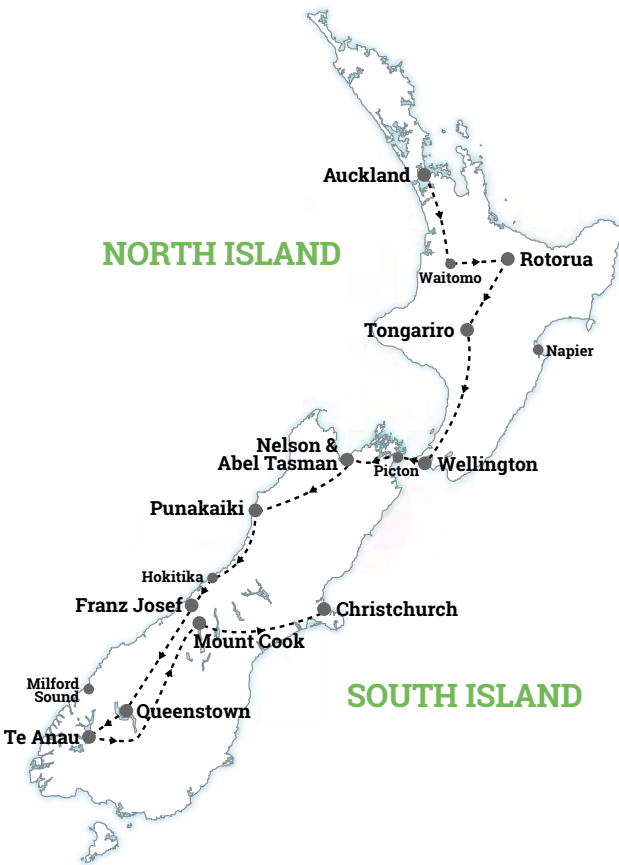 Auckland
NORTH ISLAND
Waitomo
Rotorua
Tongariro
Napier
Nelson &
Abel Tasman
Picton
Wellington
Punakaiki
Hokitika
Franz Josef
Christchurch
Mount Cook
Milford
Sound
SOUTH ISLAND
Queenstown
Te Anau